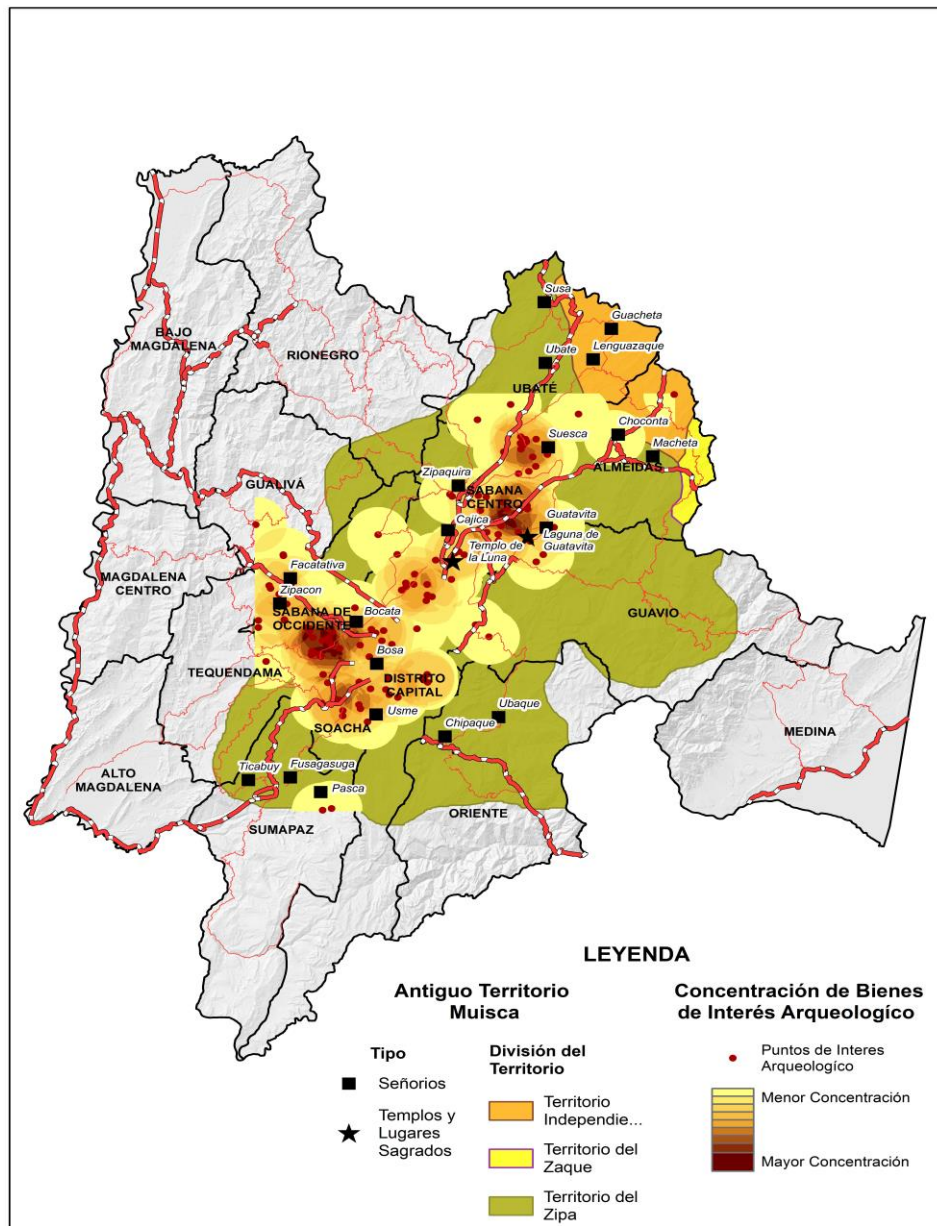 Susa
Guacheta
BAJO
MAGDALENA
RIONEGRO
Lenguazaque
Ubate
UBATÉ
Choconta
Suesca
Macheta
ALMEIDAS
Zipaquira
GUALIVÁ
SABANA
CENTRO
Guatavita
Cajica
Laguna de
Guatavita
Templo de
la Luna
Facatativa
MAGDALENA
CENTRO
Zipacon
SABANA DE
OCCIDENTE
Bocata
GUAVIO
Bosa
TEQUENDAMA
DISTRITO
CAPITAL
Usme
Ubaque
SOACHA
Chipaque
MEDINA
Ticabuy
Fusagasuga
ALTO
MAGDALENA
Pasca
ORIENTE
SUMAPAZ
LEYENDA
Antiguo Territorio
Muisca
Tipo
Señorios
Templos y
Lugares
Sagrados
División del
Territorio
Territorio
Independie...
Territorio del
Zaque
Territorio del
Zipa
Concentración de Bienes
de Interés Arqueologíco
Puntos de Interes
Arqueologíco
Menor Concentración
Mayor Concentración